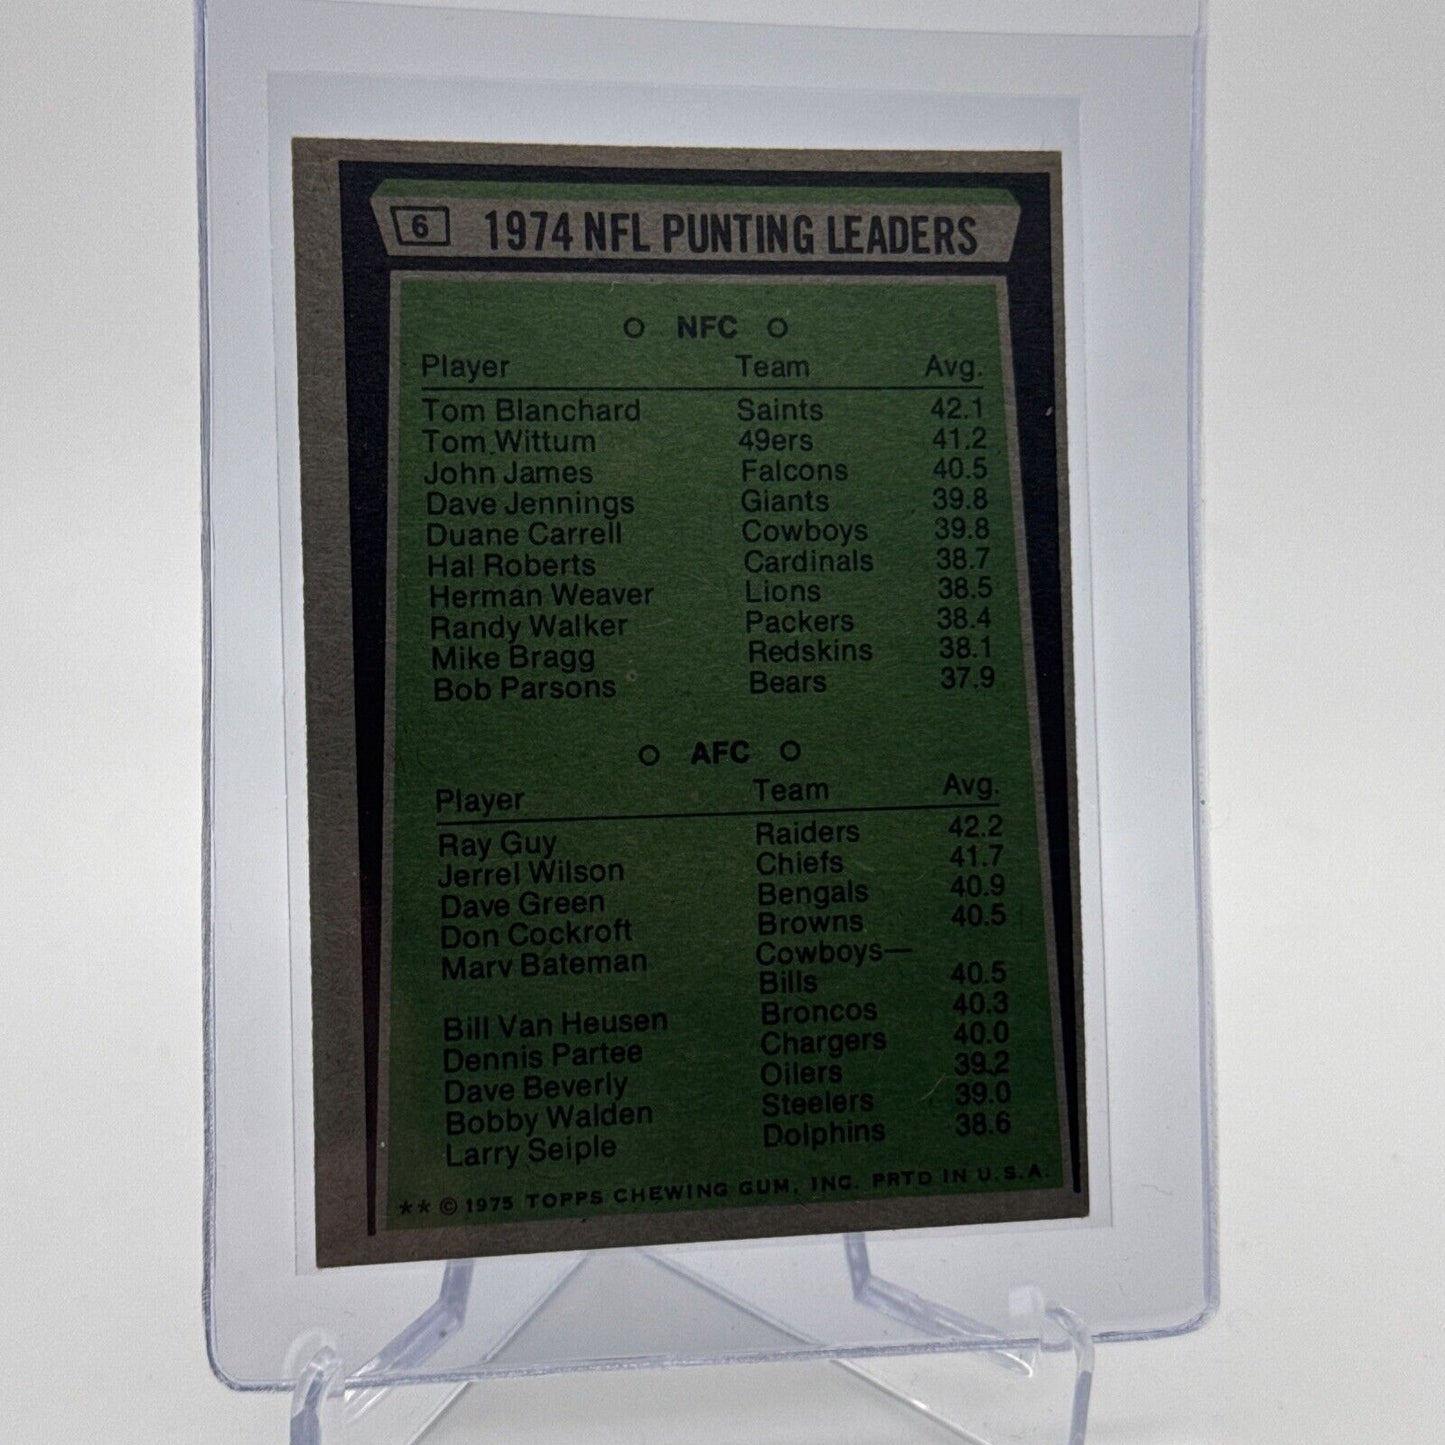 6 1974 NFL PUNTING LEADERS
NFC
Player Team Avg.
Tom Blanchard Saints 42.1
Tom Wittum 49ers 41.2
John James Falcons 40.5
Dave Jennings Giants 39.8
Duane Carrell Cowboys 39.8
Hal Roberts Cardinals 38.7
Herman Weaver Lions 38.5
Randy Walker Packers 38.4
Mike Bragg Redskins 38.1
Bob Parsons Bears 37.9
AFC
Player Team Avg.
Ray Guy Raiders 42.2
Jerrel Wilson Chiefs 41.7
Dave Green Bengals 40.9
Don Cockroft Browns 40.5
Marv Bateman Cowboys—
Bills 40.5
Bill Van Heusen Broncos 40.3
Dennis Partee Chargers 40.0
Dave Beverly Oilers 39.2
Bobby Walden Steelers 39.0
Larry Seiple Dolphins 38.6
** © 1975 TOPPS CHEWING GUM, INC. PRTD IN U.S.A.